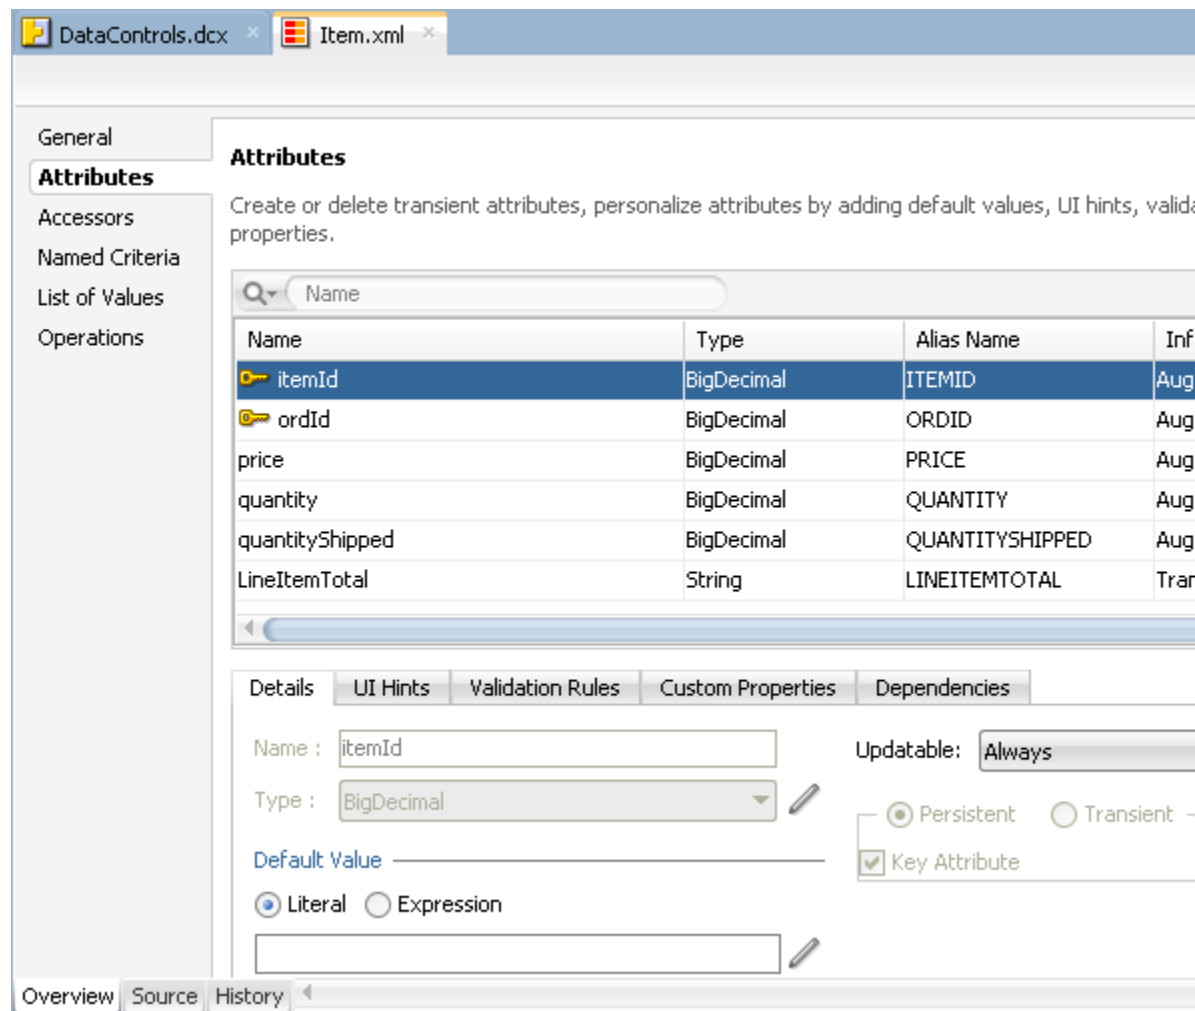 DataControls.dcx Item.xml
General
Attributes
Accessors
Named Criteria
List of Values
Operations
Attributes
Create or delete transient attributes, personalize attributes by adding default values, UI hints, valida
properties.
Name
Name Type Alias Name Inf
itemId BigDecimal ITEMID Aug
ordId BigDecimal ORDID Aug
price BigDecimal PRICE Aug
quantity BigDecimal QUANTITY Aug
quantityShipped BigDecimal QUANTITYSHIPPED Aug
LineItemTotal String LINEITEMTOTAL Tran
Details UI Hints Validation Rules Custom Properties Dependencies
Name : itemId Updatable: Always
Type : BigDecimal
Persistent Transient
Default Value Key Attribute
Literal Expression
Overview Source History